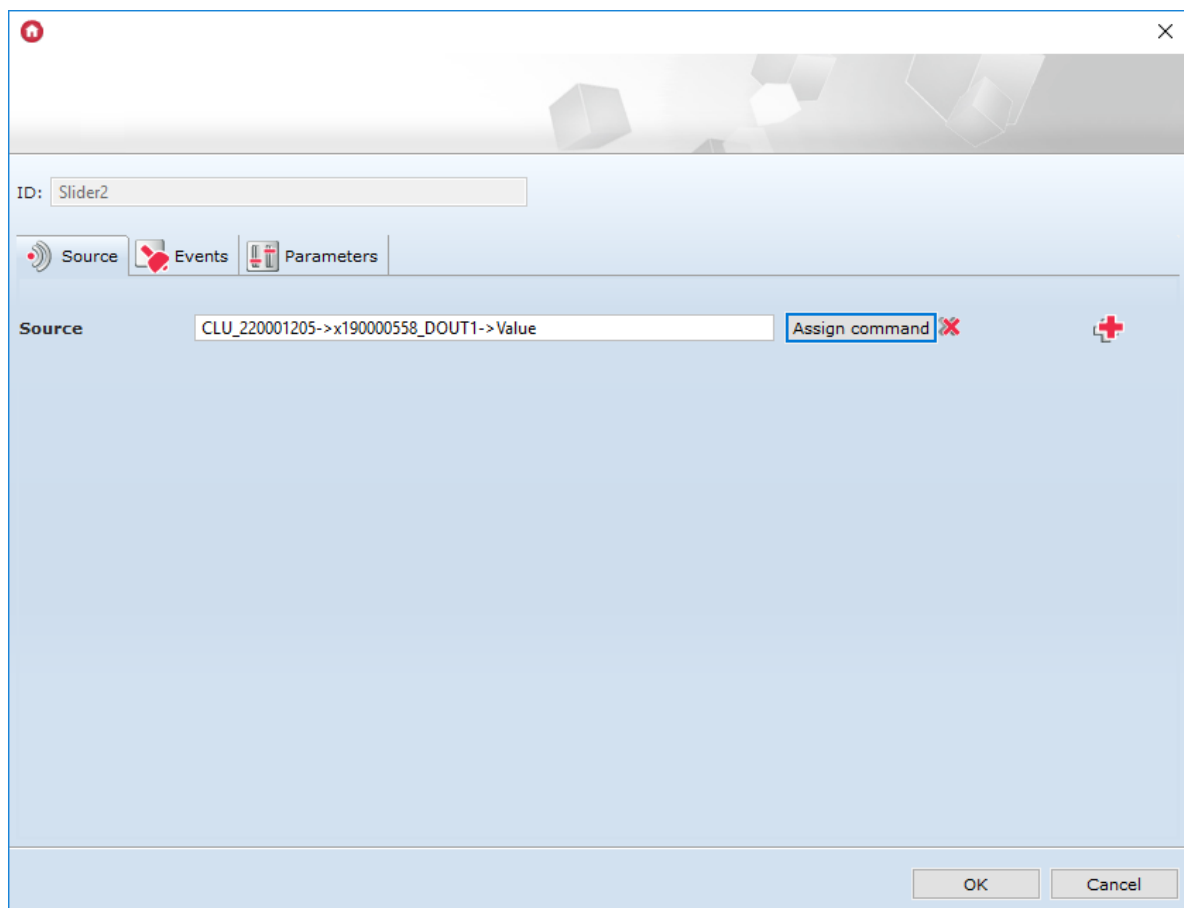 ID: Slider2
Source Events Parameters
Source CLU_220001205->x190000558_DOUT1->Value Assign command
OK Cancel